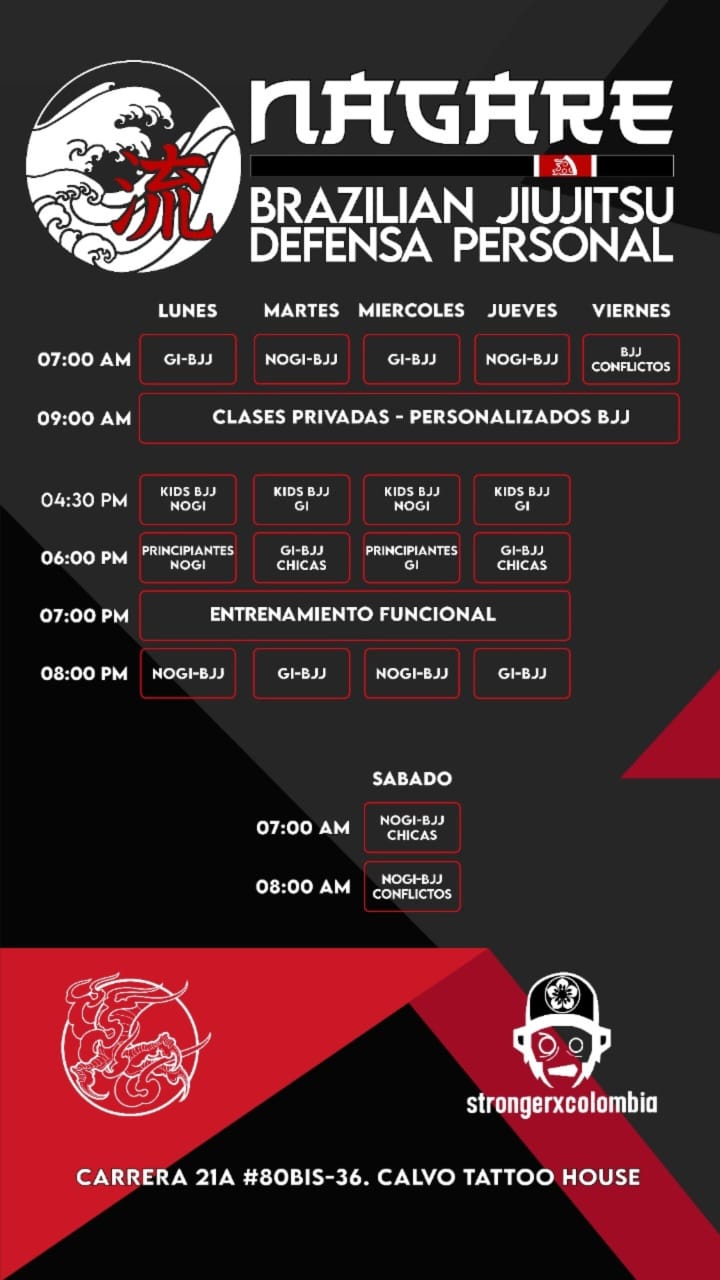 流
NAGARE
BRAZILIAN JIUJITSU
DEFENSA PERSONAL
LUNES MARTES MIERCOLES JUEVES VIERNES
07:00 AM GI-BJJ NOGI-BJJ GI-BJJ NOGI-BJJ BJJ CONFLICTOS
09:00 AM CLASES PRIVADAS - PERSONALIZADOS BJJ
04:30 PM KIDS BJJ NOGI KIDS BJJ GI KIDS BJJ NOGI KIDS BJJ GI
06:00 PM PRINCIPIANTES NOGI GI-BJJ CHICAS PRINCIPIANTES GI GI-BJJ CHICAS
07:00 PM ENTRENAMIENTO FUNCIONAL
08:00 PM NOGI-BJJ GI-BJJ NOGI-BJJ GI-BJJ
SABADO
07:00 AM NOGI-BJJ CHICAS
08:00 AM NOGI-BJJ CONFLICTOS
strongerxcolombia
CARRERA 21A #80BIS-36. CALVO TATTOO HOUSE